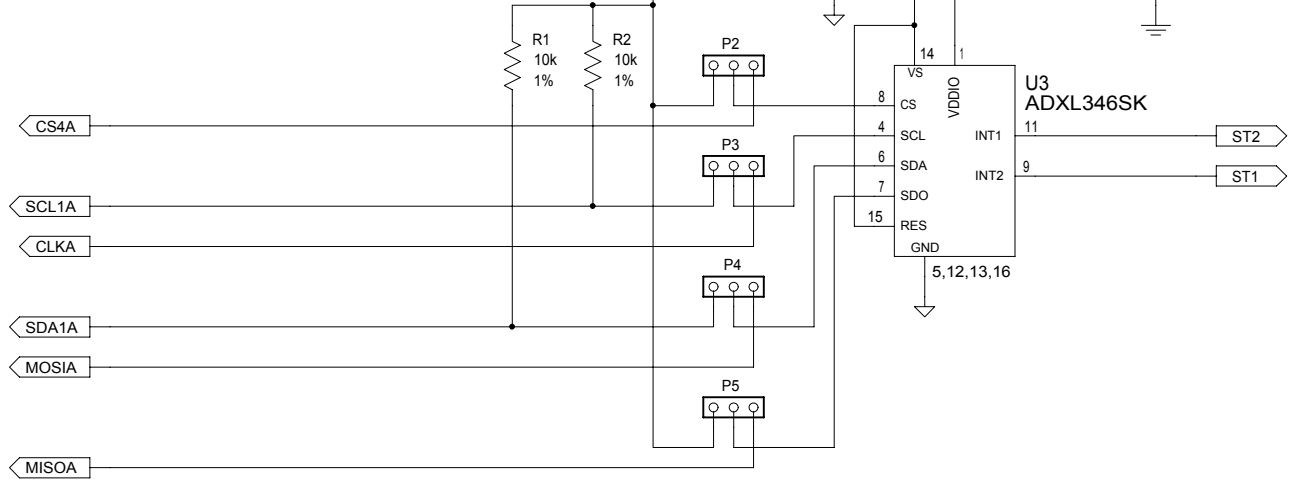 R1
10k
1%
R2
10k
1%
P2
14
1
VS
VDDIO
U3
ADXL346SK
8
CS
CS4A
4
SCL
INT1
11
ST2
P3
6
SDA
INT2
9
ST1
7
SDO
SCL1A
15
RES
CLKA
GND
5,12,13,16
P4
SDA1A
MOSIA
P5
MISOA